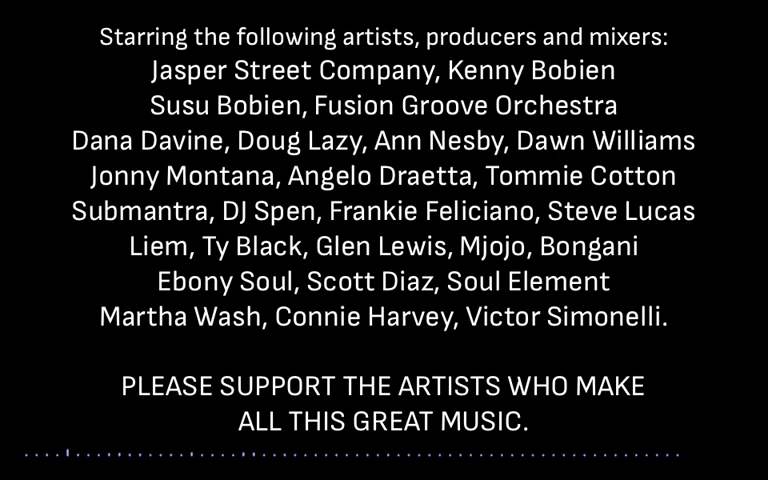 Starring the following artists, producers and mixers:
Jasper Street Company, Kenny Bobien
Susu Bobien, Fusion Groove Orchestra
Dana Davine, Doug Lazy, Ann Nesby, Dawn Williams
Jonny Montana, Angelo Draetta, Tommie Cotton
Submantra, DJ Spen, Frankie Feliciano, Steve Lucas
Liem, Ty Black, Glen Lewis, Mjojo, Bongani
Ebony Soul, Scott Diaz, Soul Element
Martha Wash, Connie Harvey, Victor Simonelli.
PLEASE SUPPORT THE ARTISTS WHO MAKE
ALL THIS GREAT MUSIC.